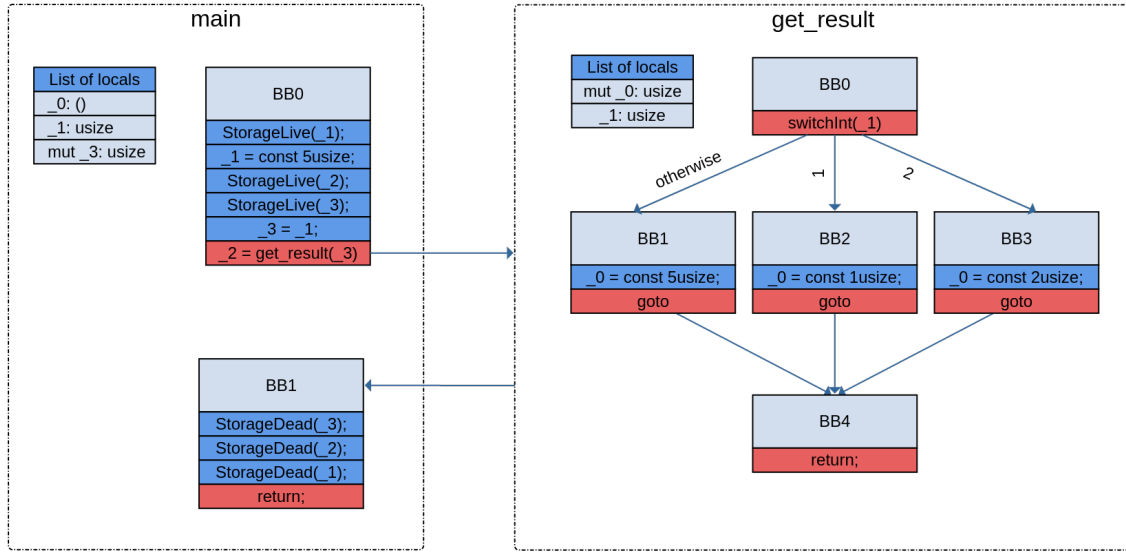 main
List of locals
_0: ()
_1: usize
mut _3: usize
BB0
StorageLive(_1);
_1 = const 5usize;
StorageLive(_2);
StorageLive(_3);
_3 = _1;
_2 = get_result(_3)
BB1
StorageDead(_3);
StorageDead(_2);
StorageDead(_1);
return;
get_result
List of locals
mut _0: usize
_1: usize
BB0
switchInt(_1)
otherwise
1
2
BB1
_0 = const 5usize;
goto
BB2
_0 = const 1usize;
goto
BB3
_0 = const 2usize;
goto
BB4
return;